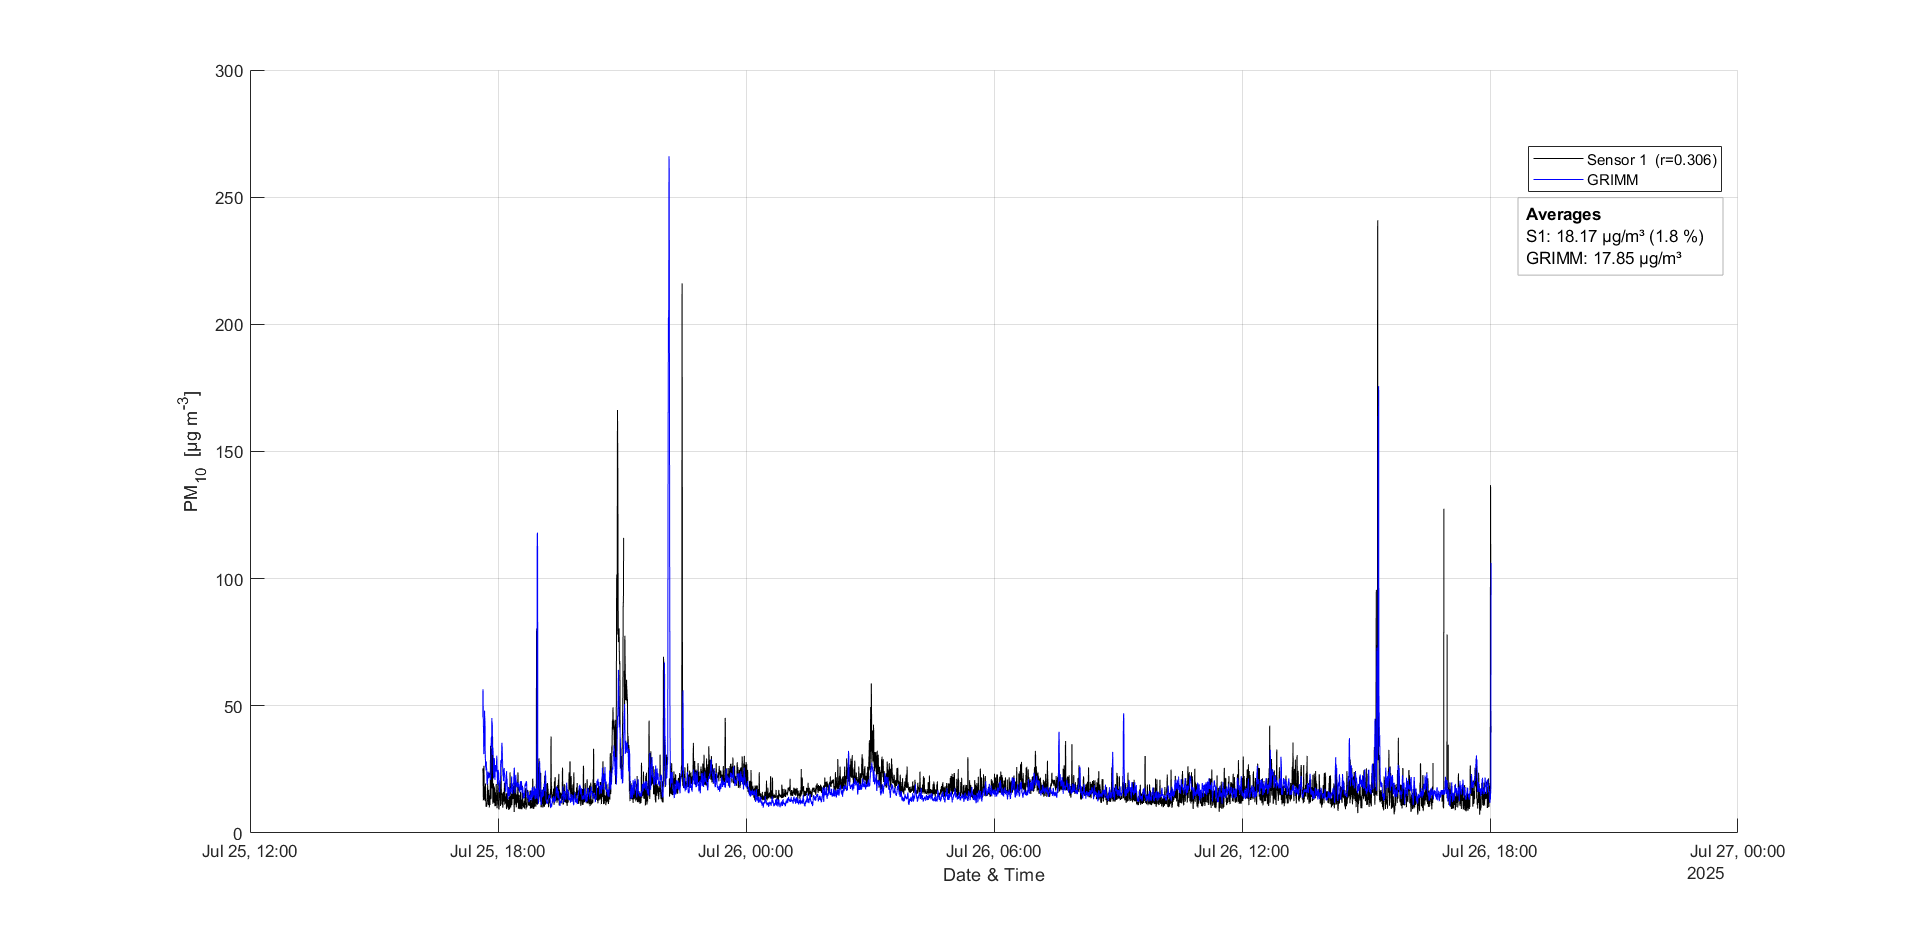 300
250
200
150
100
50
0
PM10 [µg m-3]
Sensor 1 (r=0.306)
GRIMM
Averages
S1: 18.17 µg/m³ (1.8 %)
GRIMM: 17.85 µg/m³
Jul 25, 12:00
Jul 25, 18:00
Jul 26, 00:00
Jul 26, 06:00
Jul 26, 12:00
Jul 26, 18:00
Jul 27, 00:00
Date & Time
2025